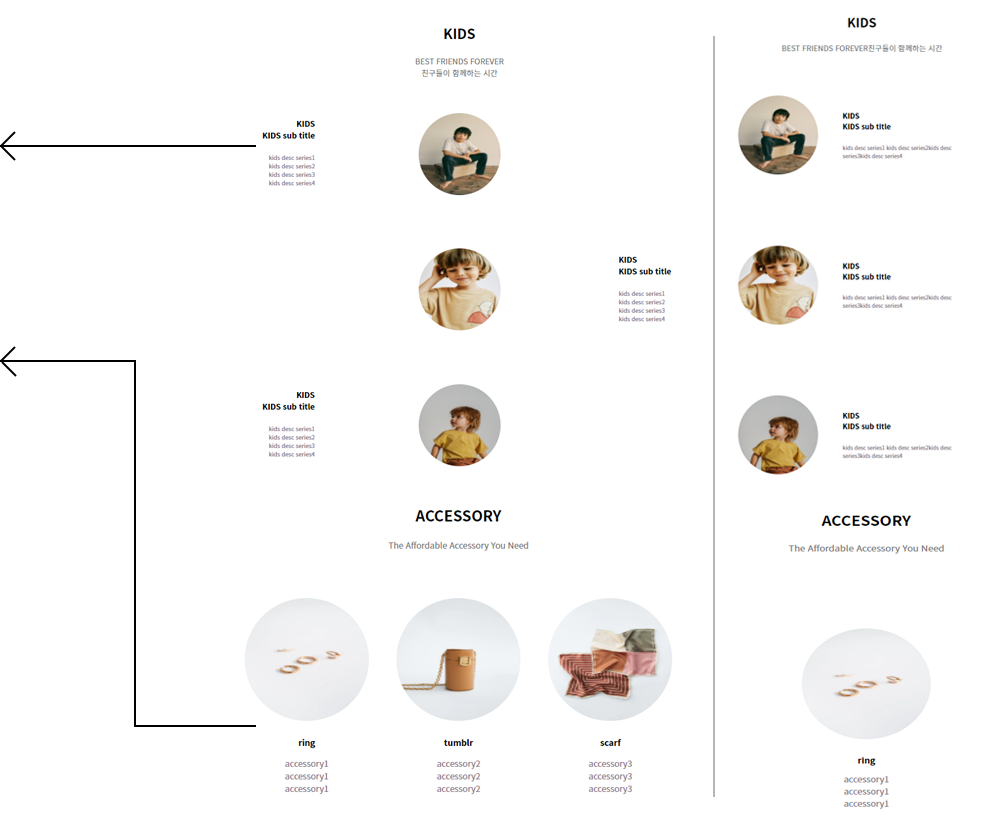 KIDS
BEST FRIENDS FOREVER
친구들이 함께하는 시간
KIDS
KIDS sub title
kids desc series1
kids desc series2
kids desc series3
kids desc series4
KIDS
KIDS sub title
kids desc series1
kids desc series2
kids desc series3
kids desc series4
KIDS
KIDS sub title
kids desc series1
kids desc series2
kids desc series3
kids desc series4
ACCESSORY
The Affordable Accessory You Need
ring
accessory1
accessory1
accessory1
tumblr
accessory2
accessory2
accessory2
scarf
accessory3
accessory3
accessory3
KIDS
BEST FRIENDS FOREVER친구들이 함께하는 시간
KIDS
KIDS sub title
kids desc series1 kids desc series2kids desc
series3kids desc series4
KIDS
KIDS sub title
kids desc series1 kids desc series2kids desc
series3kids desc series4
KIDS
KIDS sub title
kids desc series1 kids desc series2kids desc
series3kids desc series4
ACCESSORY
The Affordable Accessory You Need
ring
accessory1
accessory1
accessory1